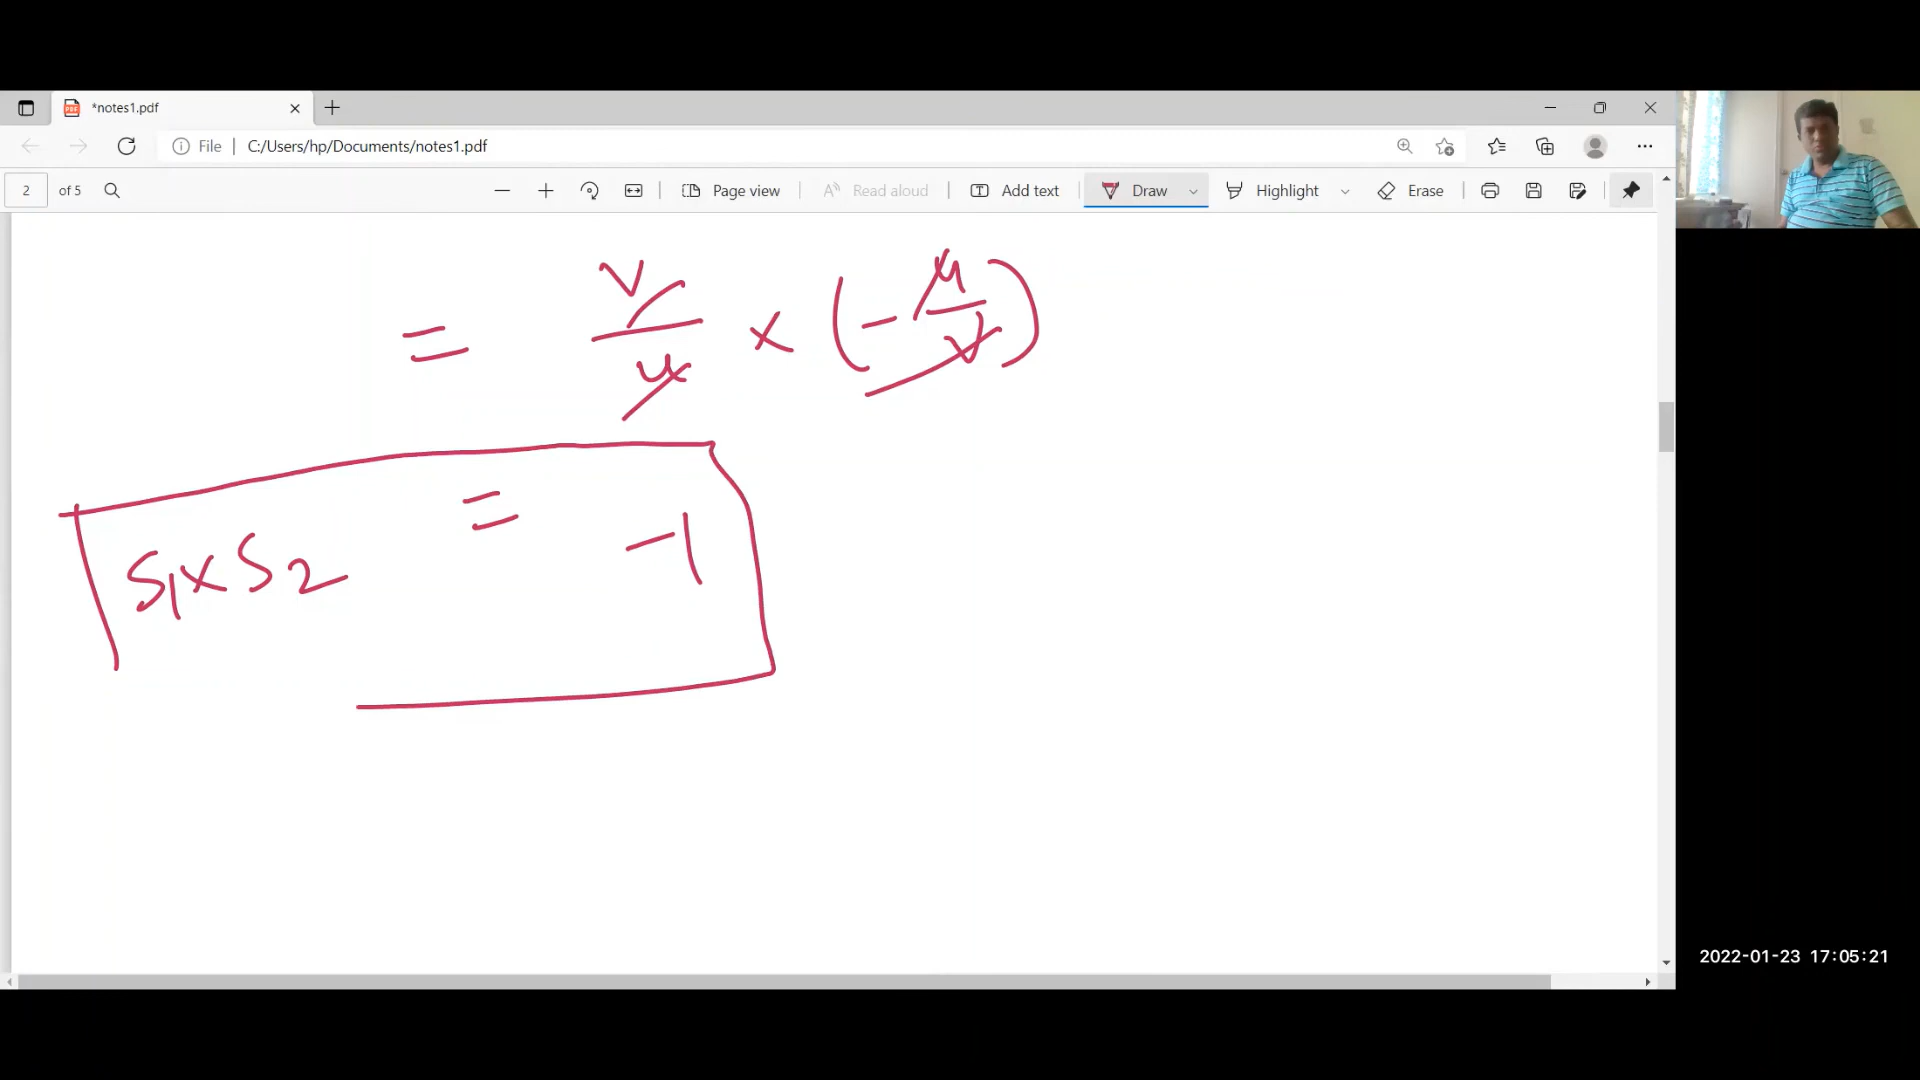 *notes1.pdf
File | C:/Users/hp/Documents/notes1.pdf
2 of 5 Page view Read aloud Add text Draw Highlight Erase
= v/u × (-u/v)
S1 × S2 = -1
2022-01-23 17:05:21